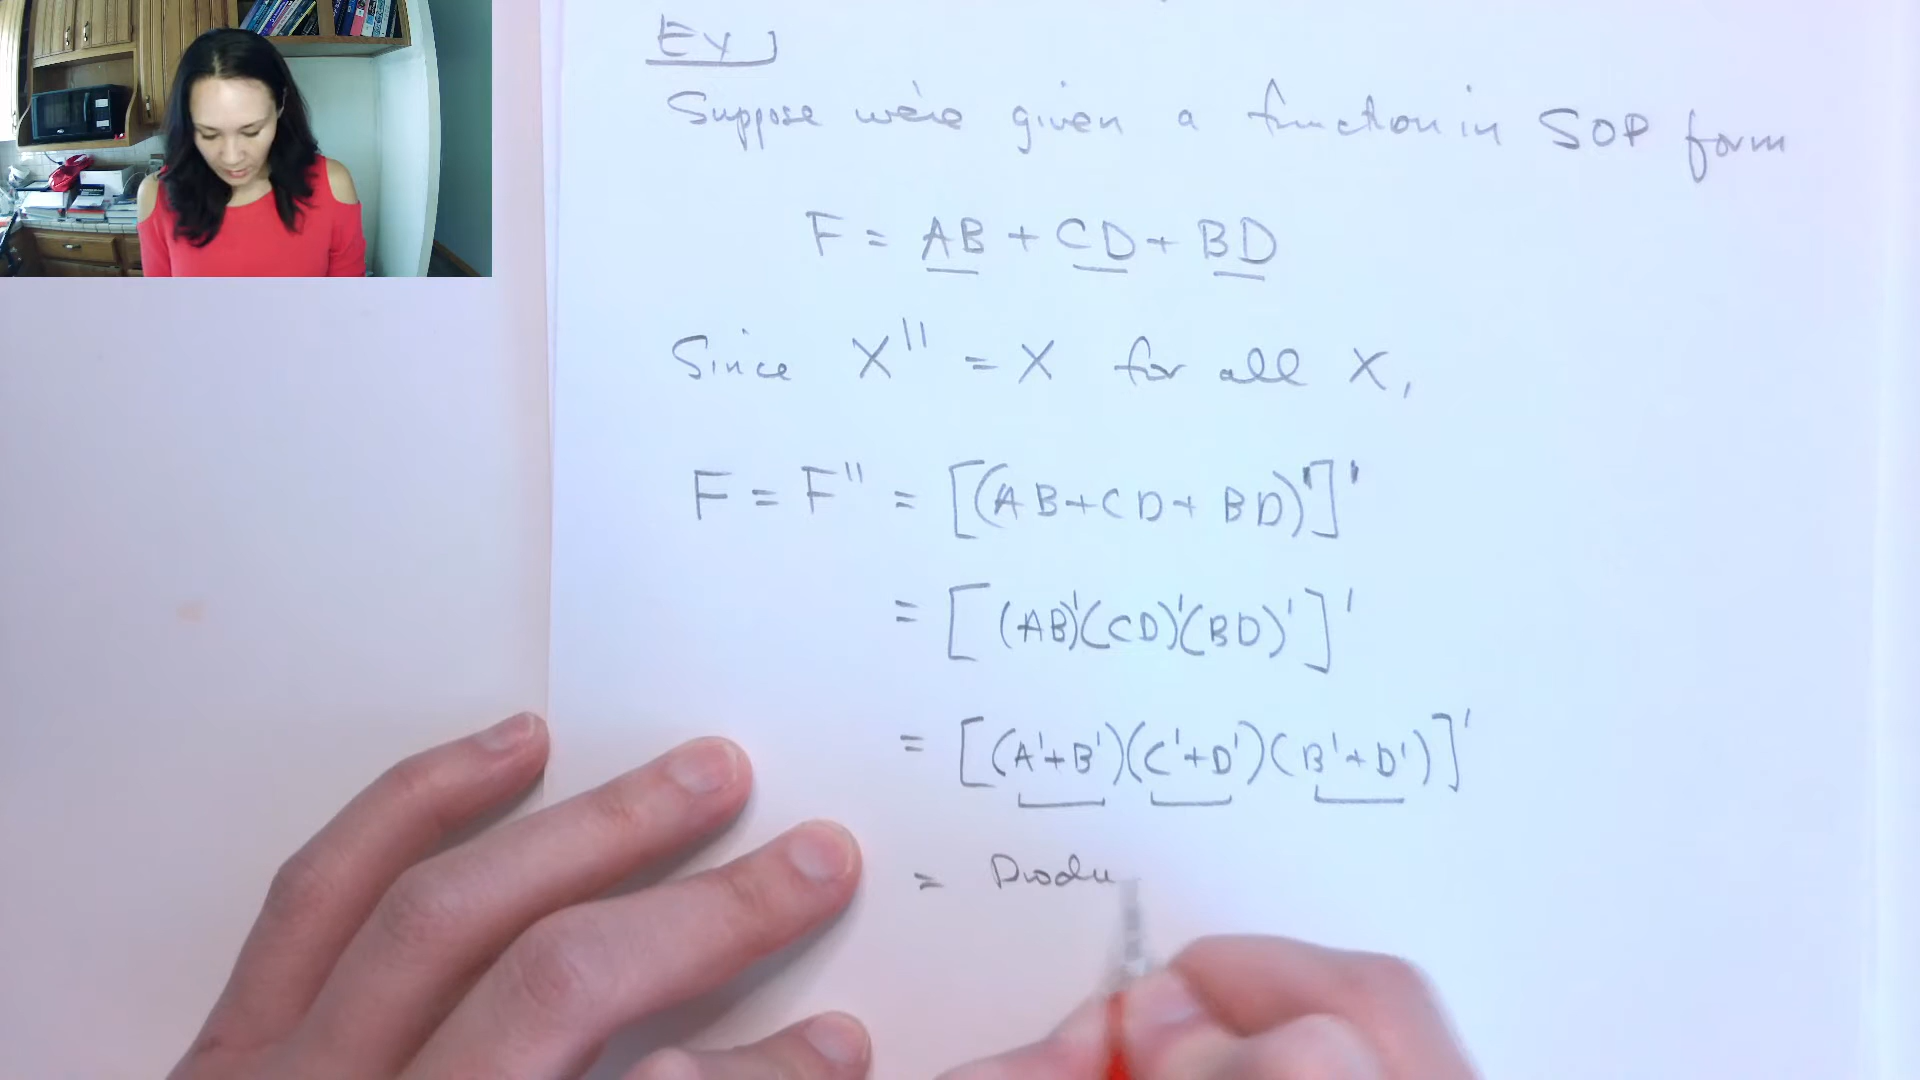 Ex
Suppose we're given a function in SOP form
F = AB + CD + BD
Since X'' = X for all X,
F = F'' = [(AB+CD+BD)']'
= [(AB)'(CD)'(BD)']'
= [(A'+B')(C'+D')(B'+D')]'
= Produ